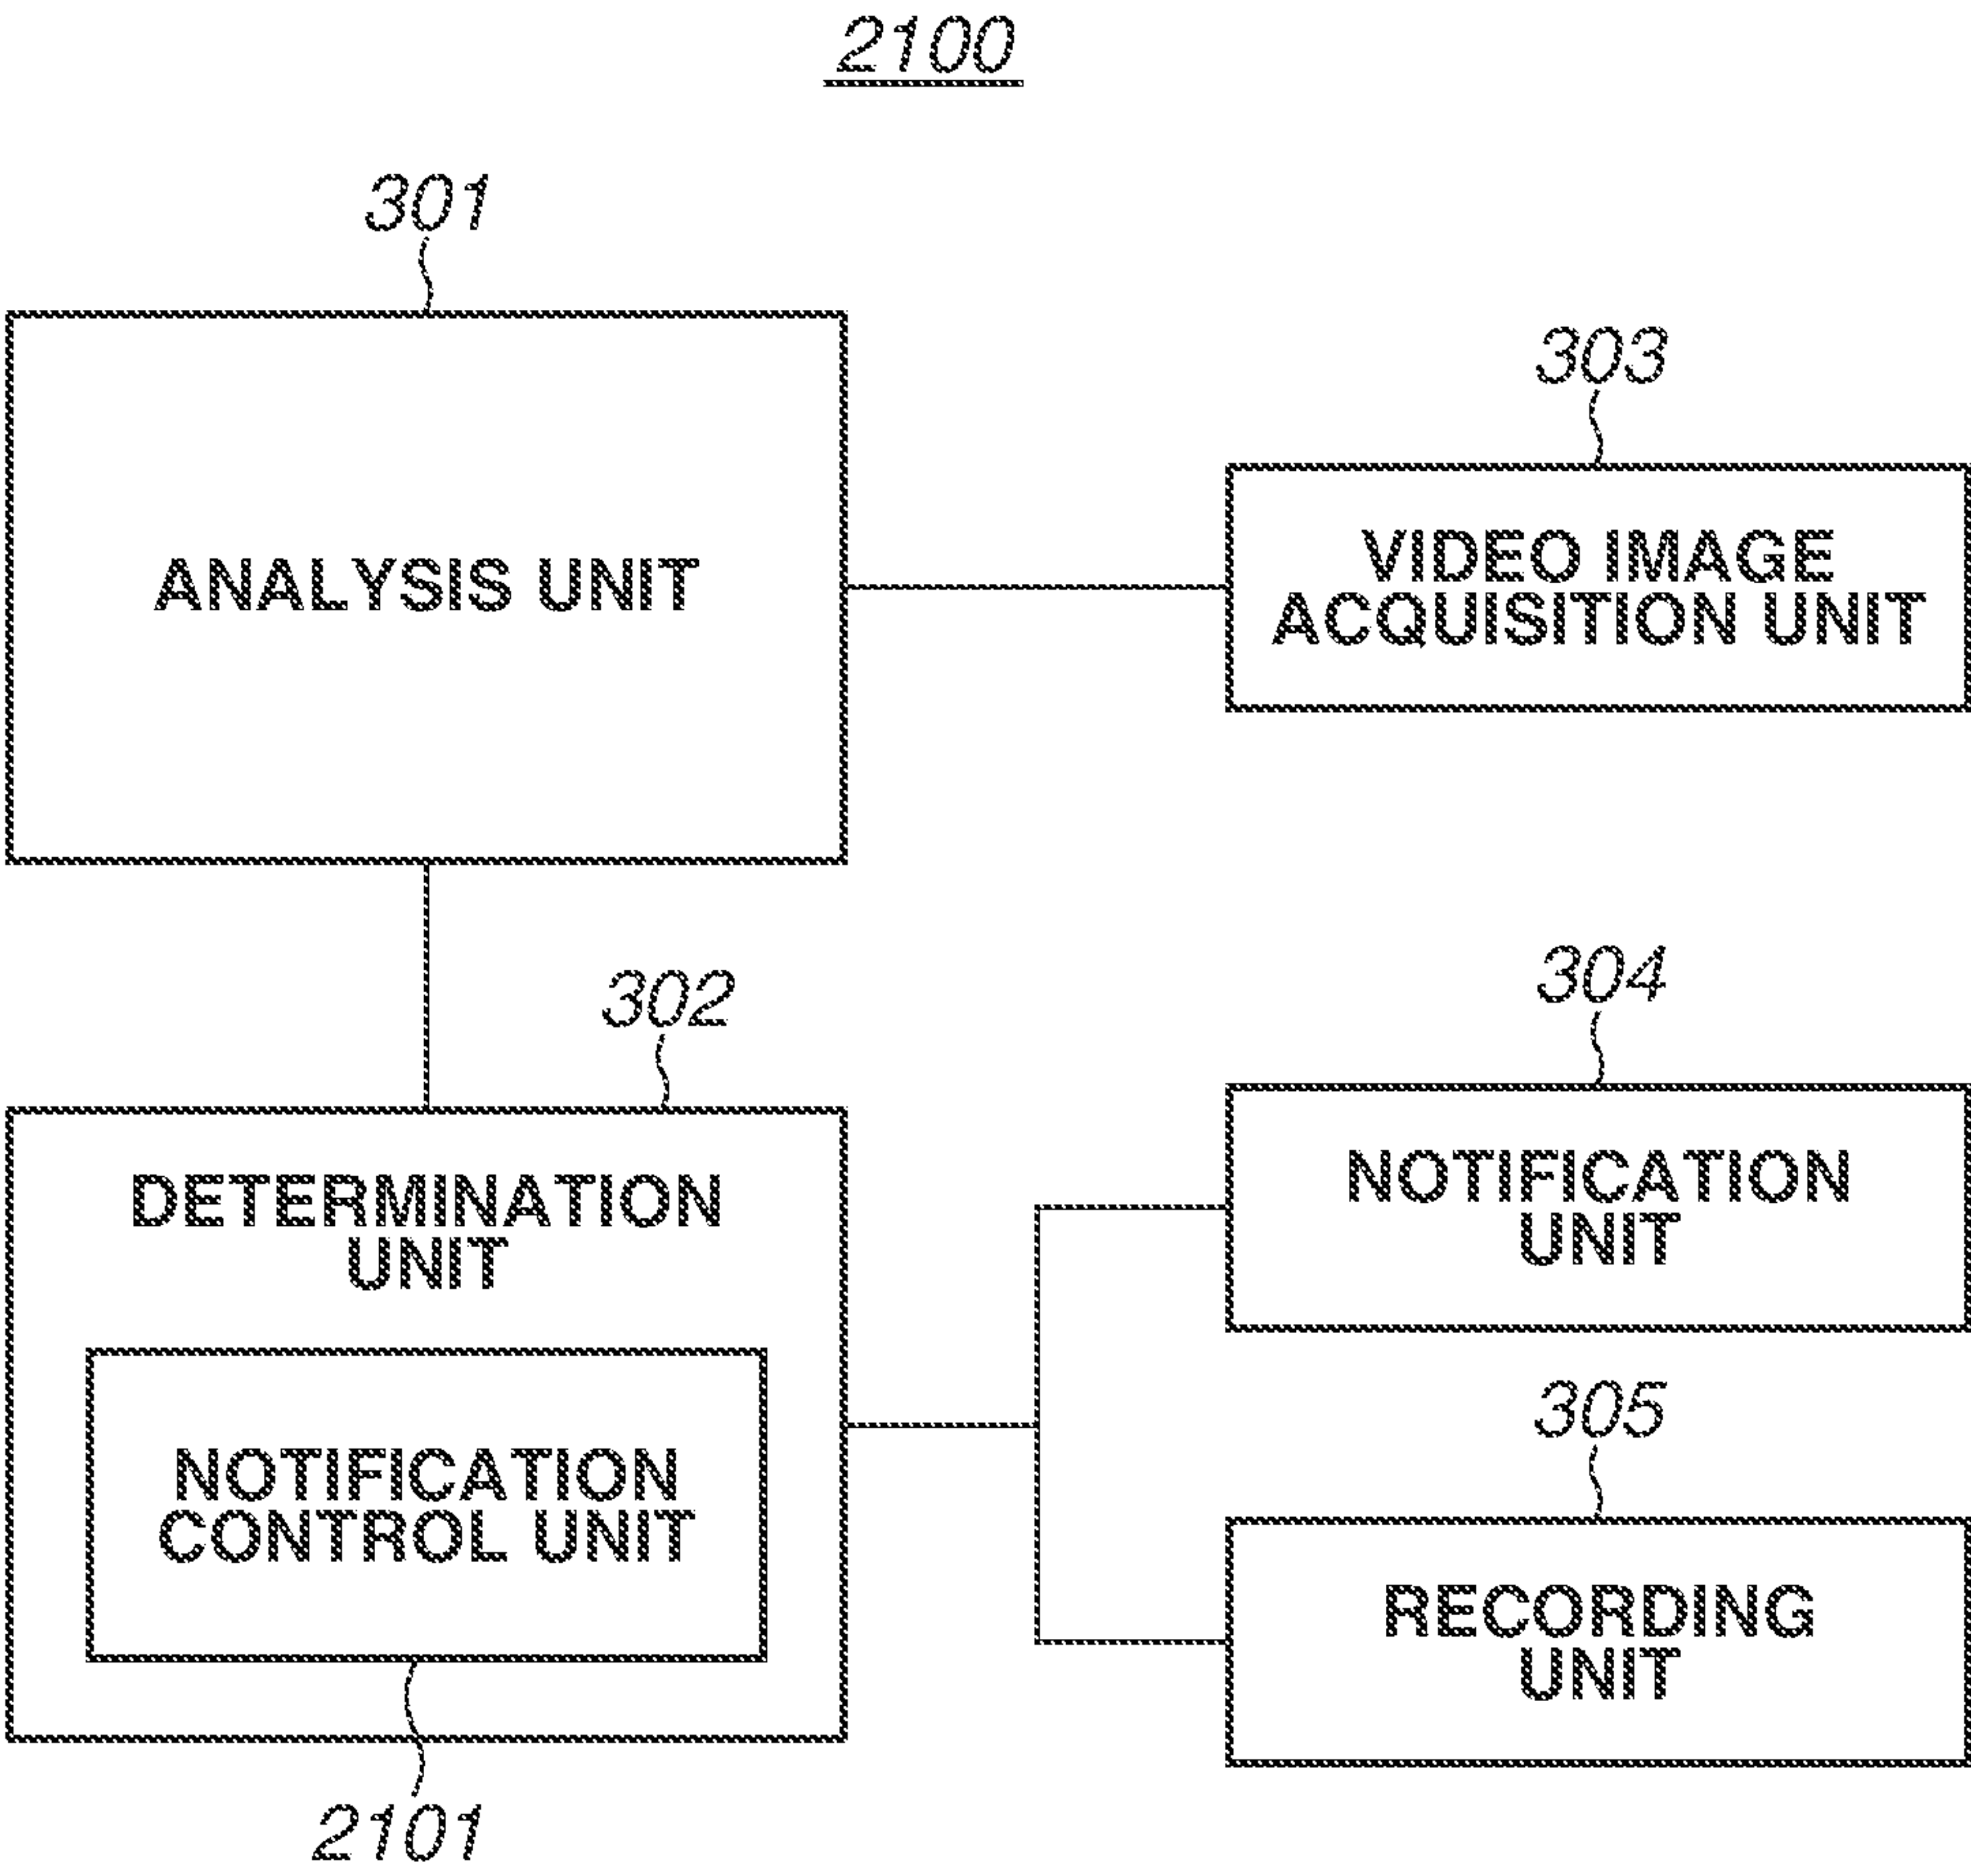 2100
301
ANALYSIS UNIT
303
VIDEO IMAGE
ACQUISITION UNIT
302
DETERMINATION
UNIT
NOTIFICATION
CONTROL UNIT
2101
304
NOTIFICATION
UNIT
305
RECORDING
UNIT